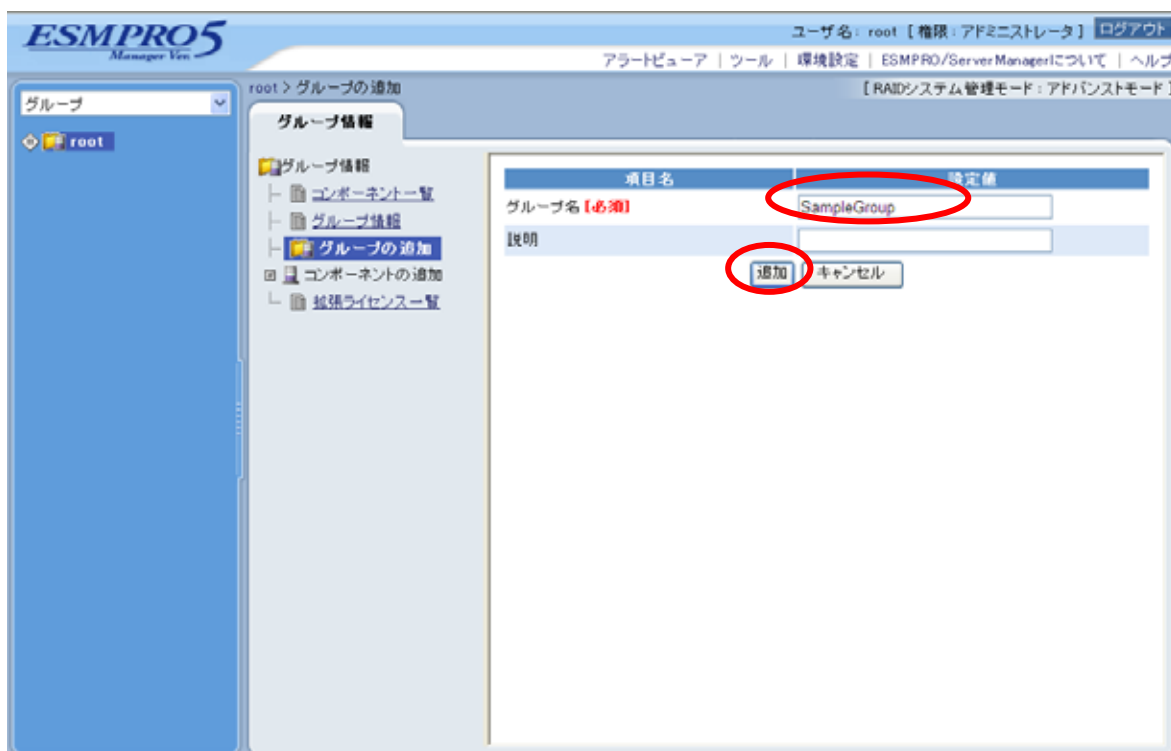 ESMPRO5
Manager Ver.
ユーザ名: root [ 権限 : アドミニストレータ ] ログアウト
アラートビューア | ツール | 環境設定 | ESMPRO/ServerManagerについて | ヘルプ
グループ
root > グループの追加
[ RAIDシステム管理モード : アドバンストモード ]
root
グループ情報
グループ情報
コンポーネント一覧
グループ情報
グループの追加
コンポーネントの追加
拡張ライセンス一覧
項目名 設定値
グループ名 [必須] SampleGroup
説明
追加 キャンセル